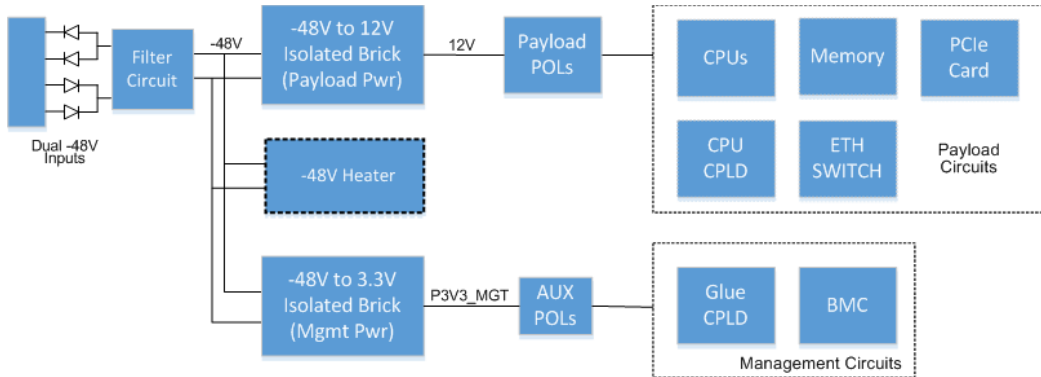 Dual -48V
Inputs
Filter
Circuit
-48V
-48V to 12V
Isolated Brick
(Payload Pwr)
12V
Payload
POLs
CPUs
Memory
PCIe
Card
CPU
CPLD
ETH
SWITCH
Payload
Circuits
-48V Heater
-48V to 3.3V
Isolated Brick
(Mgmt Pwr)
P3V3_MGT
AUX
POLs
Glue
CPLD
BMC
Management Circuits